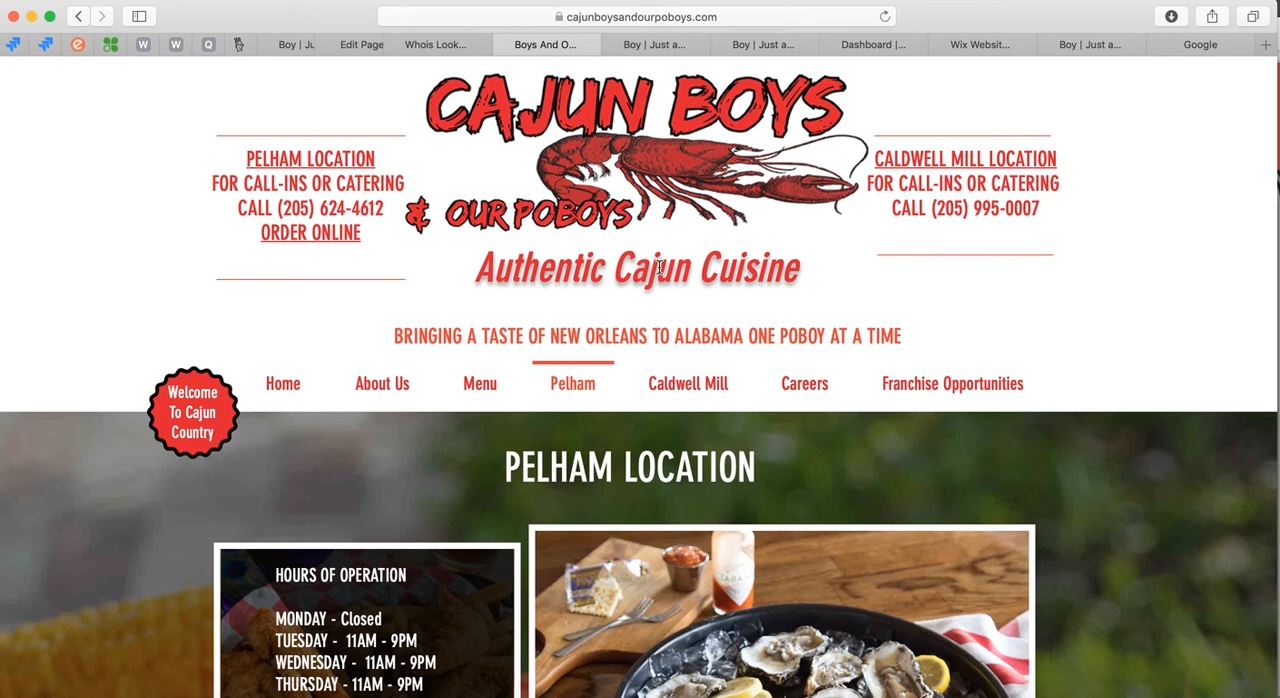 cajunboysandourpoboys.com
Boy | Ju
Edit Page
Whois Look...
Boys And O...
Boy | Just a...
Boy | Just a...
Dashboard |...
Wix Websit...
Boy | Just a...
Google
CAJUN BOYS
& OUR POBOYS
Authentic Cajun Cuisine
PELHAM LOCATION
FOR CALL-INS OR CATERING
CALL (205) 624-4612
ORDER ONLINE
CALDWELL MILL LOCATION
FOR CALL-INS OR CATERING
CALL (205) 995-0007
BRINGING A TASTE OF NEW ORLEANS TO ALABAMA ONE POBOY AT A TIME
Welcome
To Cajun
Country
Home
About Us
Menu
Pelham
Caldwell Mill
Careers
Franchise Opportunities
PELHAM LOCATION
HOURS OF OPERATION
MONDAY - Closed
TUESDAY - 11AM - 9PM
WEDNESDAY - 11AM - 9PM
THURSDAY - 11AM - 9PM